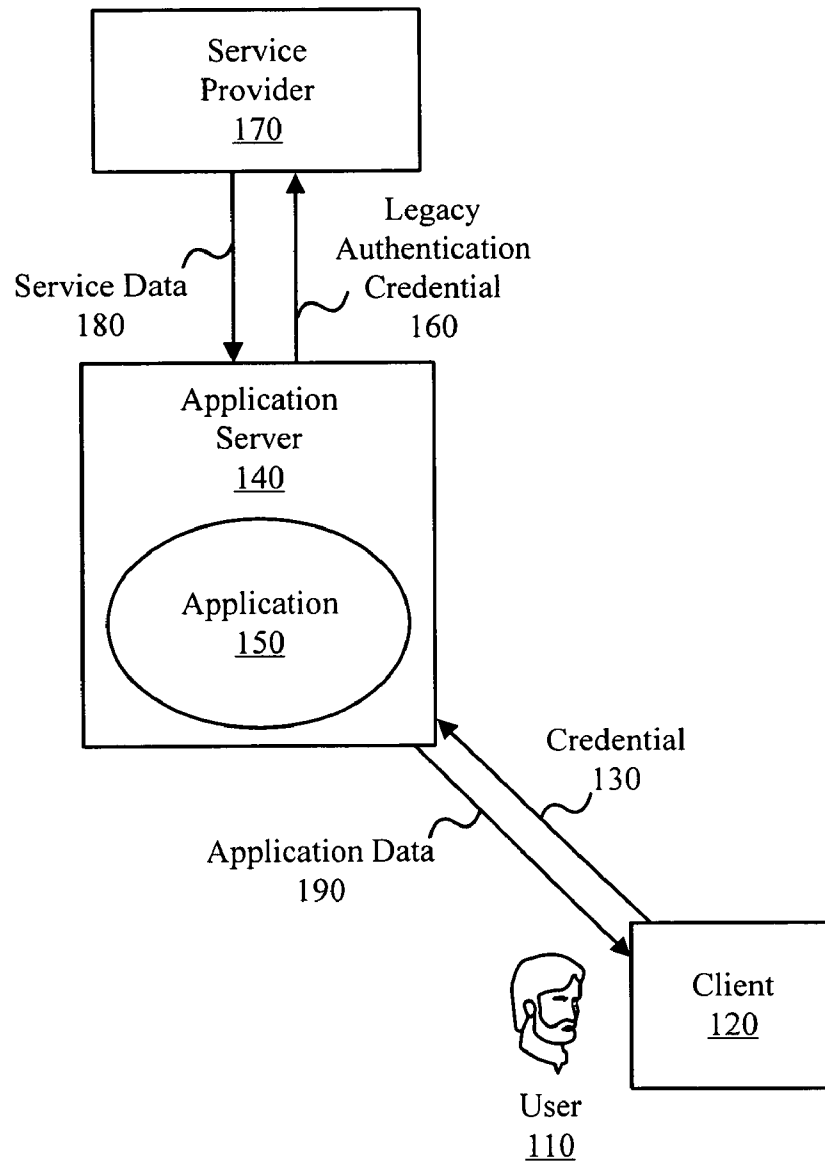 Service
Provider
170
Legacy
Authentication
Credential
160
Service Data
180
Application
Server
140
Application
150
Credential
130
Application Data
190
Client
120
User
110